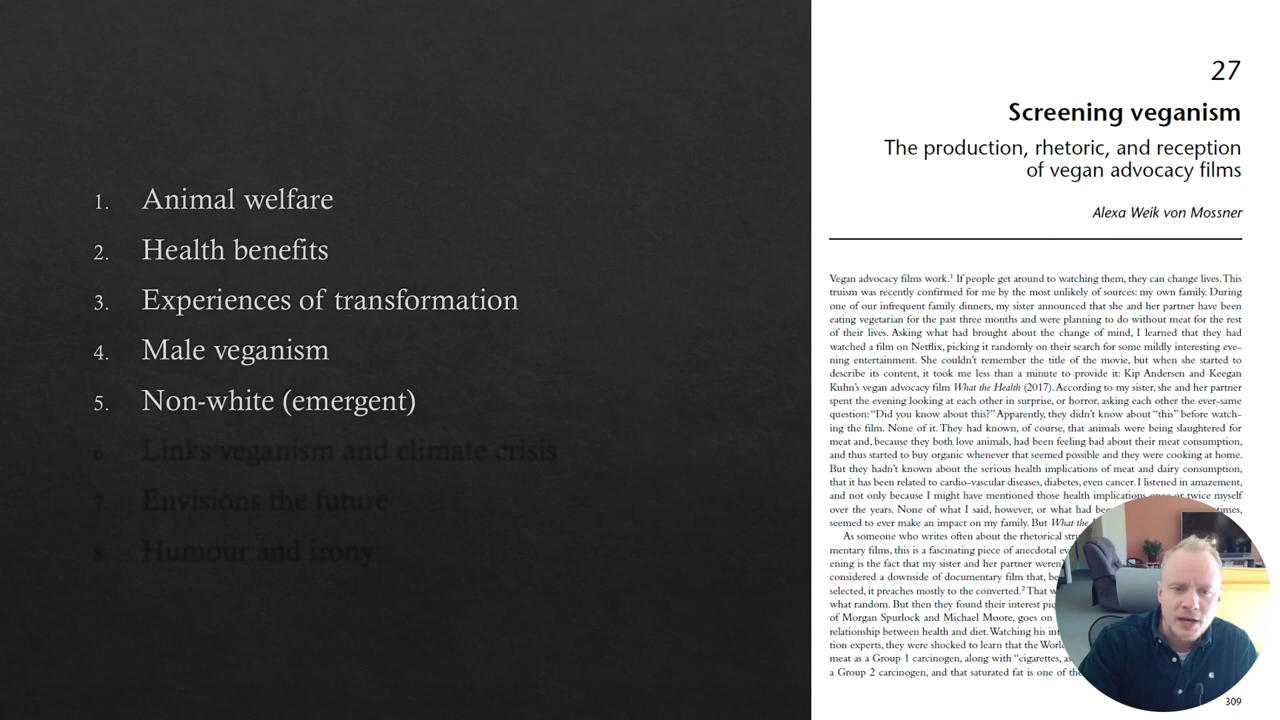 1. Animal welfare
2. Health benefits
3. Experiences of transformation
4. Male veganism
5. Non-white (emergent)
6 Links veganism and climate crisis
7. Envisions the future
8. Humour and irony
27
Screening veganism
The production, rhetoric, and reception
of vegan advocacy films
Alexa Weik von Mossner
Vegan advocacy films work.¹ If people get around to watching them, they can change lives. This
truism was recently confirmed for me by the most unlikely of sources: my own family. During
one of our infrequent family dinners, my sister announced that she and her partner have been
eating vegetarian for the past three months and were planning to do without meat for the rest
of their lives. Asking what had brought about the change of mind, I learned that they had
watched a film on Netflix, picking it randomly on their search for some mildly interesting eve-
ning entertainment. She couldn't remember the title of the movie, but when she started to
describe its content, it took me less than a minute to provide it: Kip Andersen and Keegan
Kuhn's vegan advocacy film What the Health (2017). According to my sister, she and her partner
spent the evening looking at each other in surprise, or horror, asking each other the ever-same
question: "Did you know about this?" Apparently, they didn't know about "this" before watch-
ing the film. None of it. They had known, of course, that animals were being slaughtered for
meat and, because they both love animals, had been feeling bad about their meat consumption,
and thus started to buy organic whenever that seemed possible and they were cooking at home.
But they hadn't known about the serious health implications of meat and dairy consumption,
that it has been related to cardio-vascular diseases, diabetes, even cancer. I listened in amazement,
and not only because I might have mentioned those health implications once or twice myself
over the years. None of what I said, however, or what had times,
seemed to ever make an impact on my family. But What the
As someone who writes often about the rhetorical
mentary films, this is a fascinating piece of anecdotal
ening is the fact that my sister and her partner
considered a downside of documentary film that,
selected, it preaches mostly to the converted.² That
what random. But then they found their interest
of Morgan Spurlock and Michael Moore, goes on
relationship between health and diet. Watching his
tion experts, they were shocked to learn that the
meat as a Group 1 carcinogen, along with "cigarettes,
a Group 2 carcinogen, and that saturated fat is one of the
309